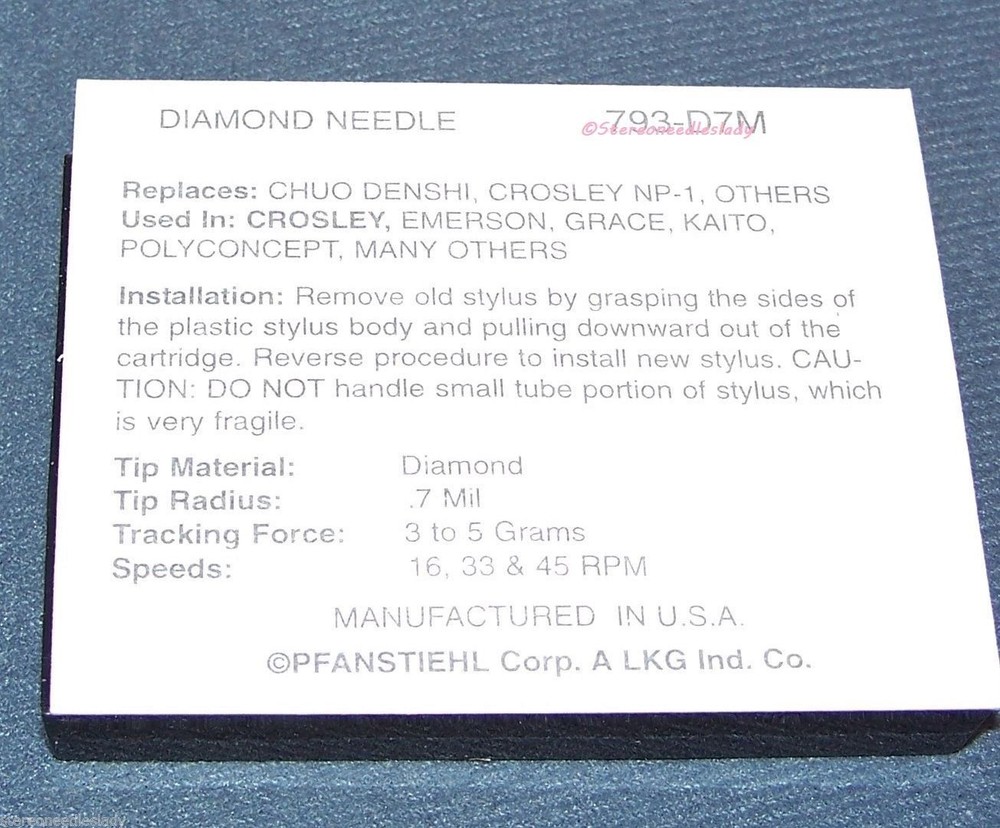 DIAMOND NEEDLE 793-D7M
©Stereoneedleslady
Replaces: CHUO DENSHI, CROSLEY NP-1, OTHERS
Used In: CROSLEY, EMERSON, GRACE, KAITO,
POLYCONCEPT, MANY OTHERS
Installation: Remove old stylus by grasping the sides of
the plastic stylus body and pulling downward out of the
cartridge. Reverse procedure to install new stylus. CAU-
TION: DO NOT handle small tube portion of stylus, which
is very fragile.
Tip Material: Diamond
Tip Radius: .7 Mil
Tracking Force: 3 to 5 Grams
Speeds: 16, 33 & 45 RPM
MANUFACTURED IN U.S.A.
©PFANSTIEHL Corp. A LKG Ind. Co.
stereoneedleslady